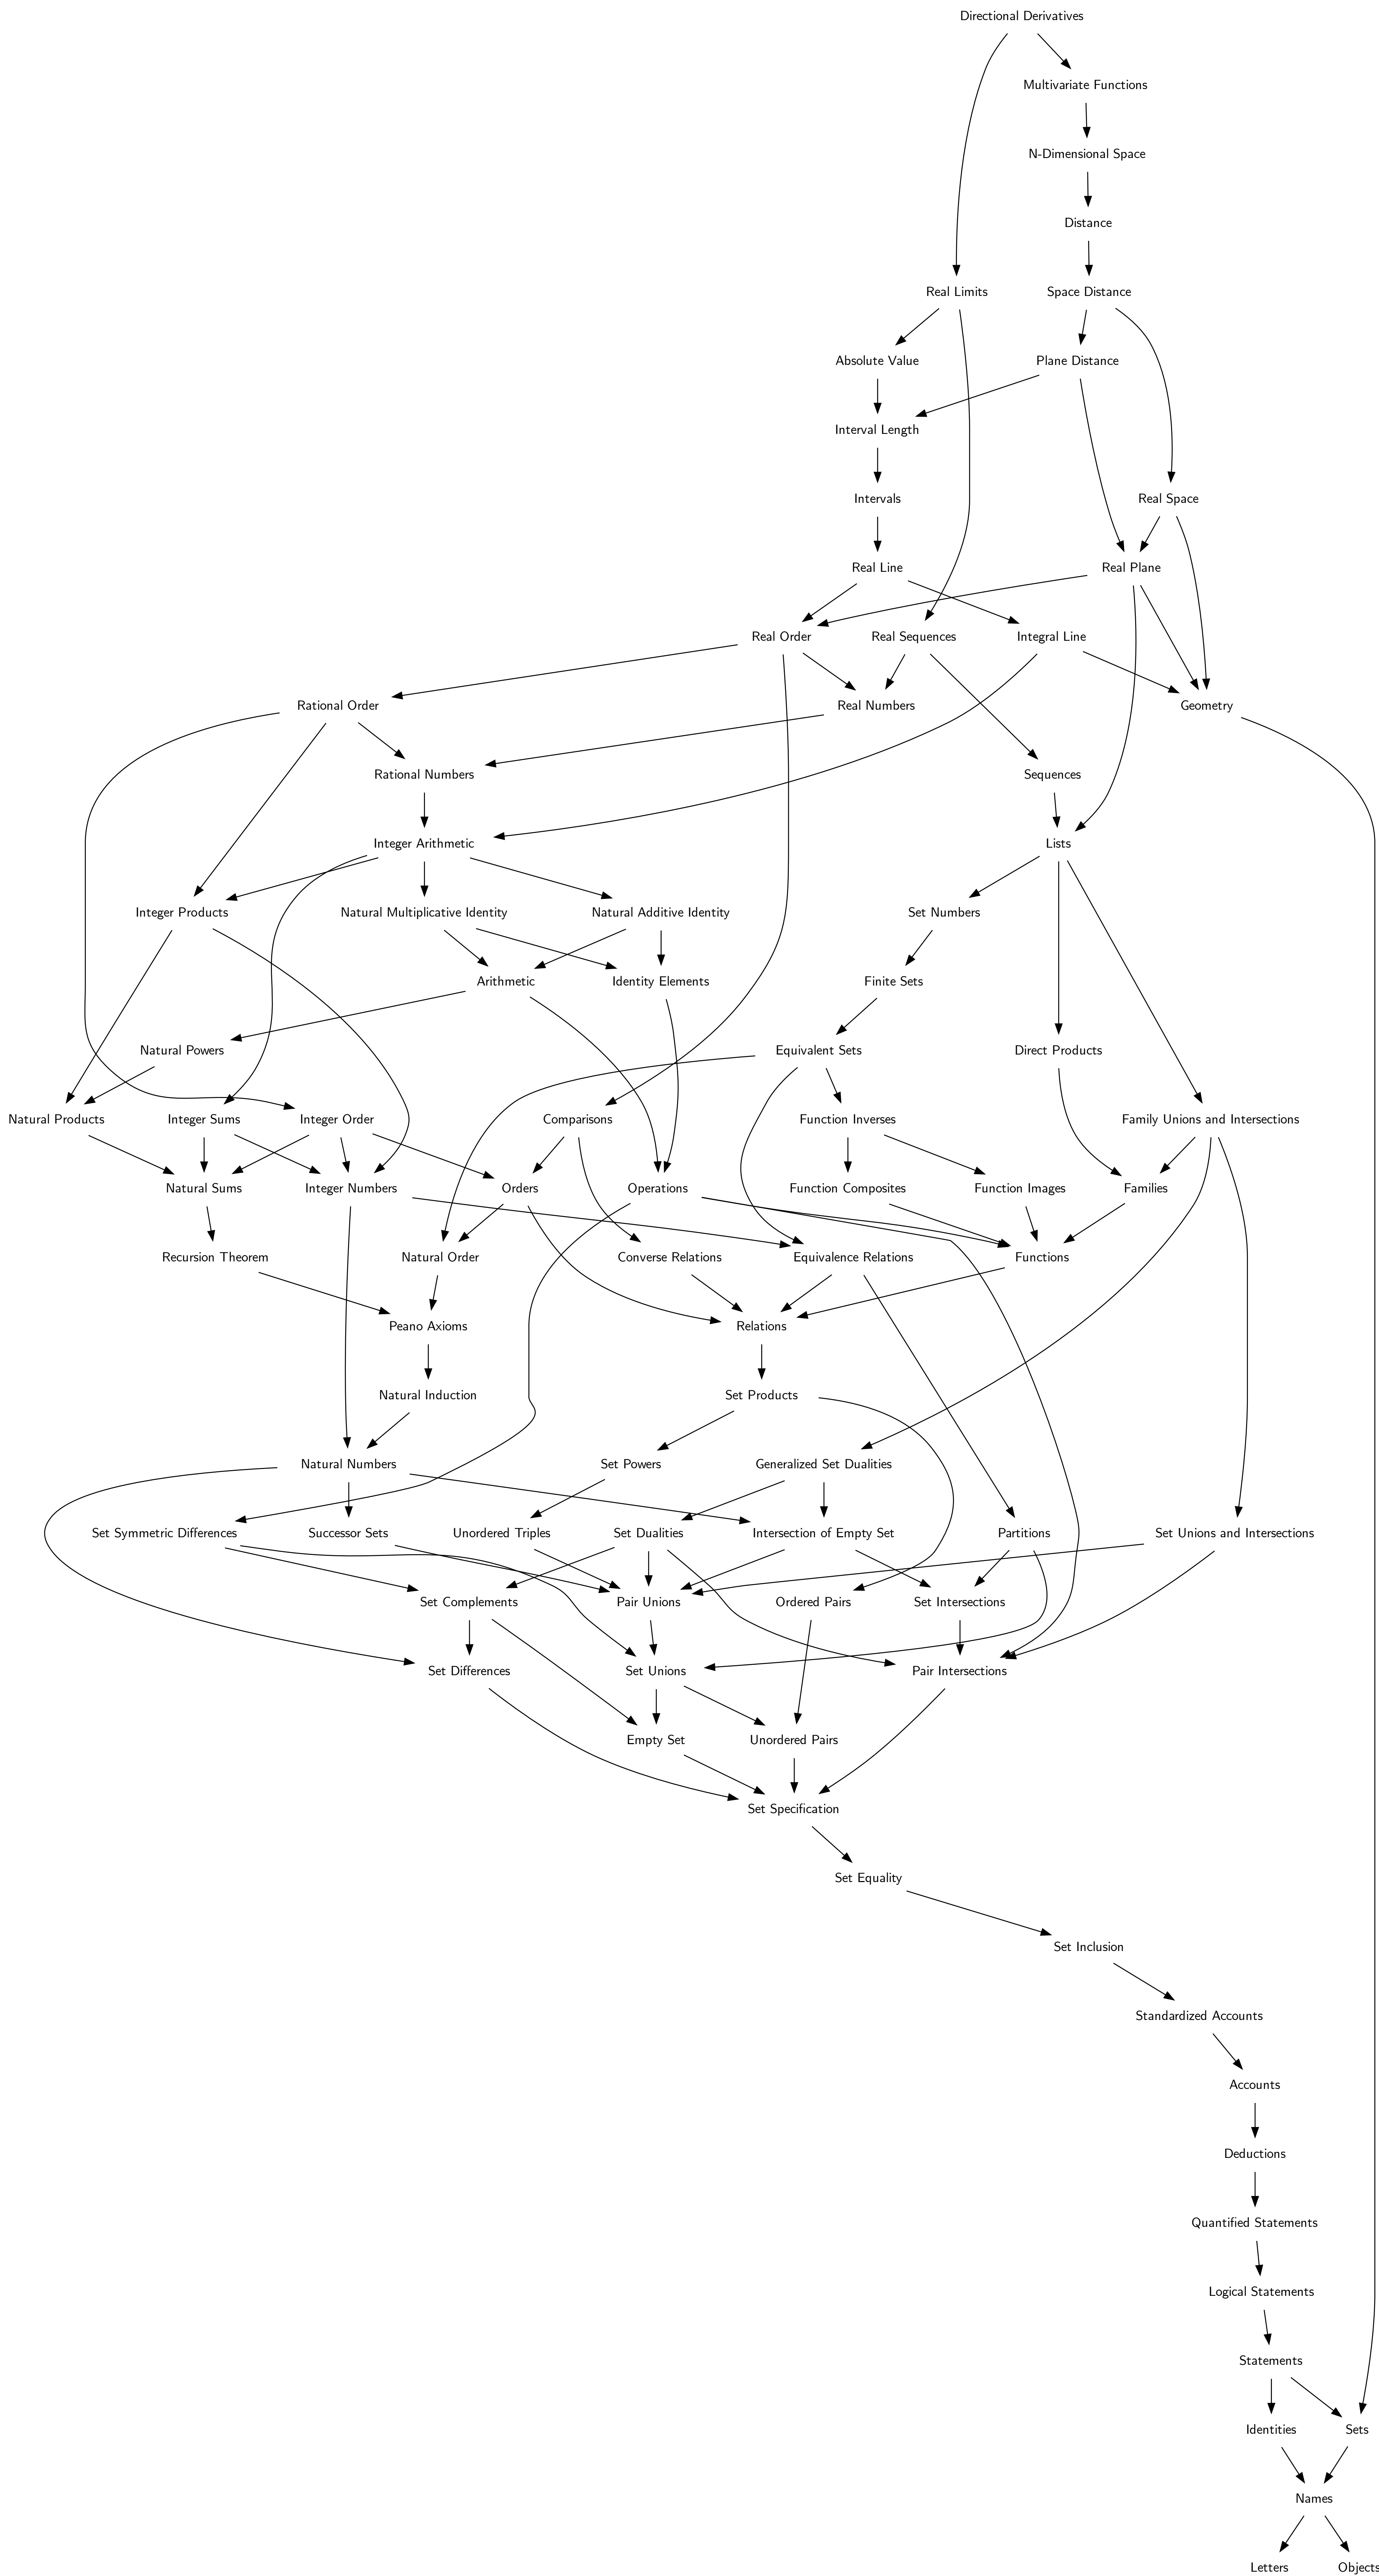 Directional Derivatives
Multivariate Functions
N-Dimensional Space
Distance
Real Limits
Space Distance
Absolute Value
Plane Distance
Interval Length
Intervals
Real Space
Real Line
Real Plane
Real Order
Real Sequences
Integral Line
Rational Order
Real Numbers
Geometry
Rational Numbers
Sequences
Integer Arithmetic
Lists
Integer Products
Natural Multiplicative Identity
Natural Additive Identity
Set Numbers
Arithmetic
Identity Elements
Finite Sets
Natural Powers
Equivalent Sets
Direct Products
Natural Products
Integer Sums
Integer Order
Comparisons
Function Inverses
Family Unions and Intersections
Natural Sums
Integer Numbers
Orders
Operations
Function Composites
Function Images
Families
Recursion Theorem
Natural Order
Converse Relations
Equivalence Relations
Functions
Peano Axioms
Relations
Natural Induction
Set Products
Natural Numbers
Set Powers
Generalized Set Dualities
Set Symmetric Differences
Successor Sets
Unordered Triples
Set Dualities
Intersection of Empty Set
Partitions
Set Unions and Intersections
Set Complements
Pair Unions
Ordered Pairs
Set Intersections
Set Differences
Set Unions
Pair Intersections
Empty Set
Unordered Pairs
Set Specification
Set Equality
Set Inclusion
Standardized Accounts
Accounts
Deductions
Quantified Statements
Logical Statements
Statements
Identities
Sets
Names
Letters
Objects